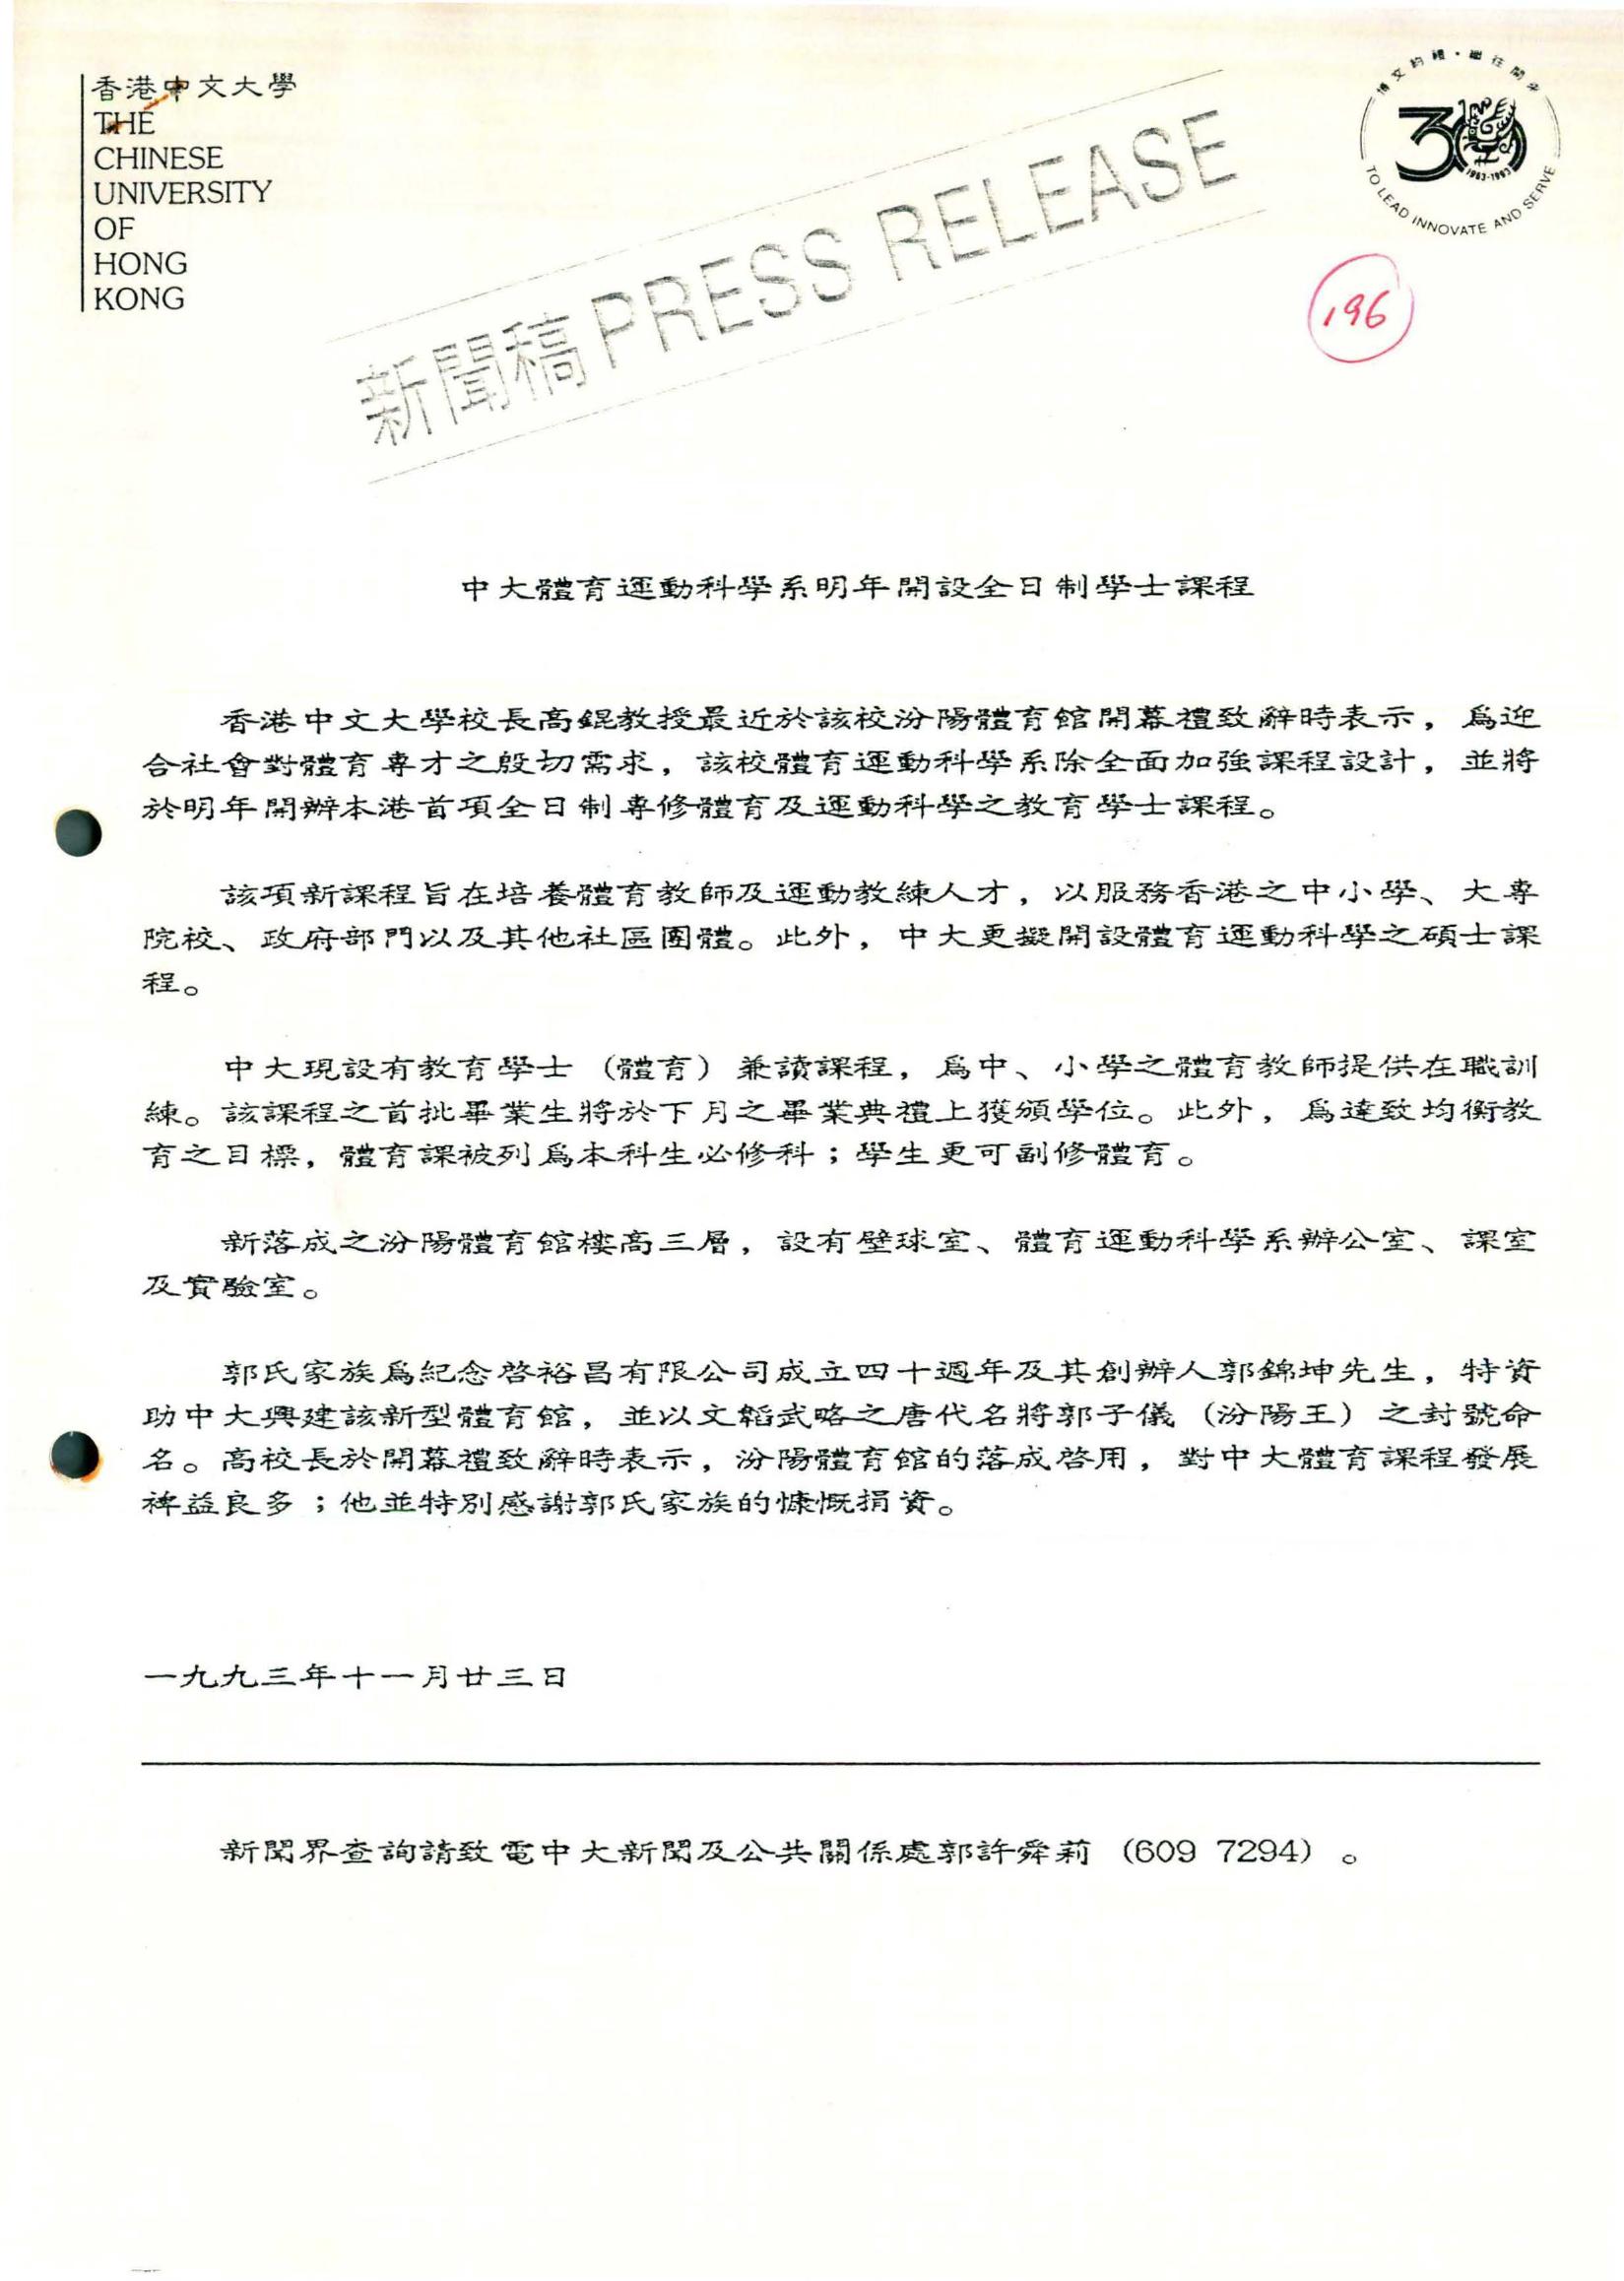 香港中文大學
THE
CHINESE
UNIVERSITY
OF
HONG
KONG
新聞稿 PRESS RELEASE
博文約禮・繼往開來
30
1963-1993
TO LEAD INNOVATE AND SERVE
196
中大體育運動科學系明年開設全日制學士課程
香港中文大學校長高錕教授最近於該校汾陽體育館開幕禮致辭時表示，為迎
合社會對體育專才之殷切需求，該校體育運動科學系除全面加強課程設計，並將
於明年開辦本港首項全日制專修體育及運動科學之教育學士課程。
該項新課程旨在培養體育教師及運動教練人才，以服務香港之中小學、大專
院校、政府部門以及其他社區團體。此外，中大更擬開設體育運動科學之碩士課
程。
中大現設有教育學士（體育）兼讀課程，為中、小學之體育教師提供在職訓
練。該課程之首批畢業生將於下月之畢業典禮上獲頒學位。此外，為達致均衡教
育之目標，體育課被列為本科生必修科；學生更可副修體育。
新落成之汾陽體育館樓高三層，設有壁球室、體育運動科學系辦公室、課室
及實驗室。
郭氏家族為紀念啓裕昌有限公司成立四十週年及其創辦人郭錦坤先生，特資
助中大興建該新型體育館，並以文韜武略之唐代名將郭子儀（汾陽王）之封號命
名。高校長於開幕禮致辭時表示，汾陽體育館的落成啓用，對中大體育課程發展
裨益良多；他並特別感謝郭氏家族的慷慨捐資。
一九九三年十一月廿三日
新聞界查詢請致電中大新聞及公共關係處郭許舜莉（609 7294）。